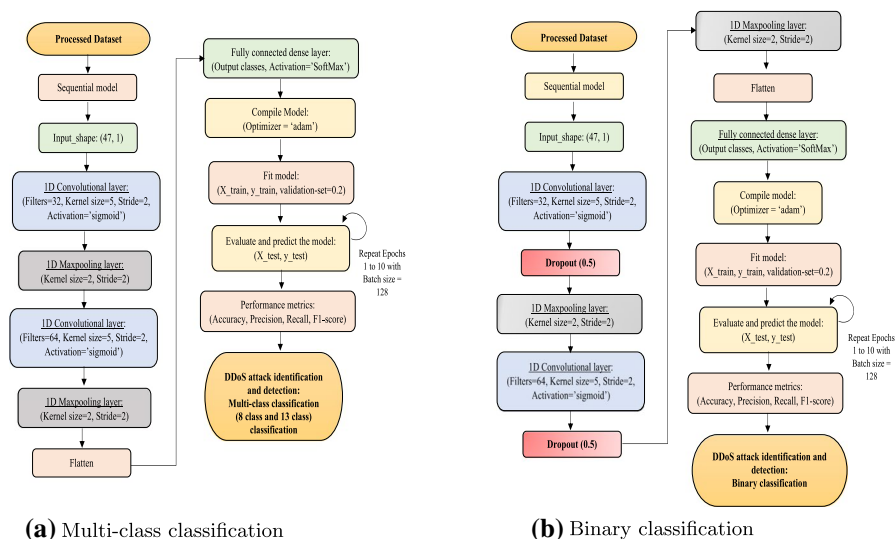 Processed Dataset
Sequential model
Input_shape: (47, 1)
1D Convolutional layer:
(Filters=32, Kernel size=5, Stride=2,
Activation='sigmoid')
1D Maxpooling layer:
(Kernel size=2, Stride=2)
1D Convolutional layer:
(Filters=64, Kernel size=5, Stride=2,
Activation='sigmoid')
1D Maxpooling layer:
(Kernel size=2, Stride=2)
Flatten
Fully connected dense layer:
(Output classes, Activation='SoftMax')
Compile Model:
(Optimizer = 'adam')
Fit model:
(X_train, y_train, validation-set=0.2)
Evaluate and predict the model:
(X_test, y_test)
Repeat Epochs
1 to 10 with
Batch size =
128
Performance metrics:
(Accuracy, Precision, Recall, F1-score)
DDoS attack identification
and detection:
Multi-class classification
(8 class and 13 class)
classification
(a) Multi-class classification
Processed Dataset
Sequential model
Input_shape: (47, 1)
1D Convolutional layer:
(Filters=32, Kernel size=5, Stride=2,
Activation='sigmoid')
Dropout (0.5)
1D Maxpooling layer:
(Kernel size=2, Stride=2)
1D Convolutional layer:
(Filters=64, Kernel size=5, Stride=2,
Activation='sigmoid')
Dropout (0.5)
1D Maxpooling layer:
(Kernel size=2, Stride=2)
Flatten
Fully connected dense layer:
(Output classes, Activation='SoftMax')
Compile model:
(Optimizer = 'adam')
Fit model:
(X_train, y_train, validation-set=0.2)
Evaluate and predict the model:
(X_test, y_test)
Repeat Epochs
1 to 10 with
Batch size =
128
Performance metrics:
(Accuracy, Precision, Recall, F1-score)
DDoS attack identification and
detection:
Binary classification
(b) Binary classification